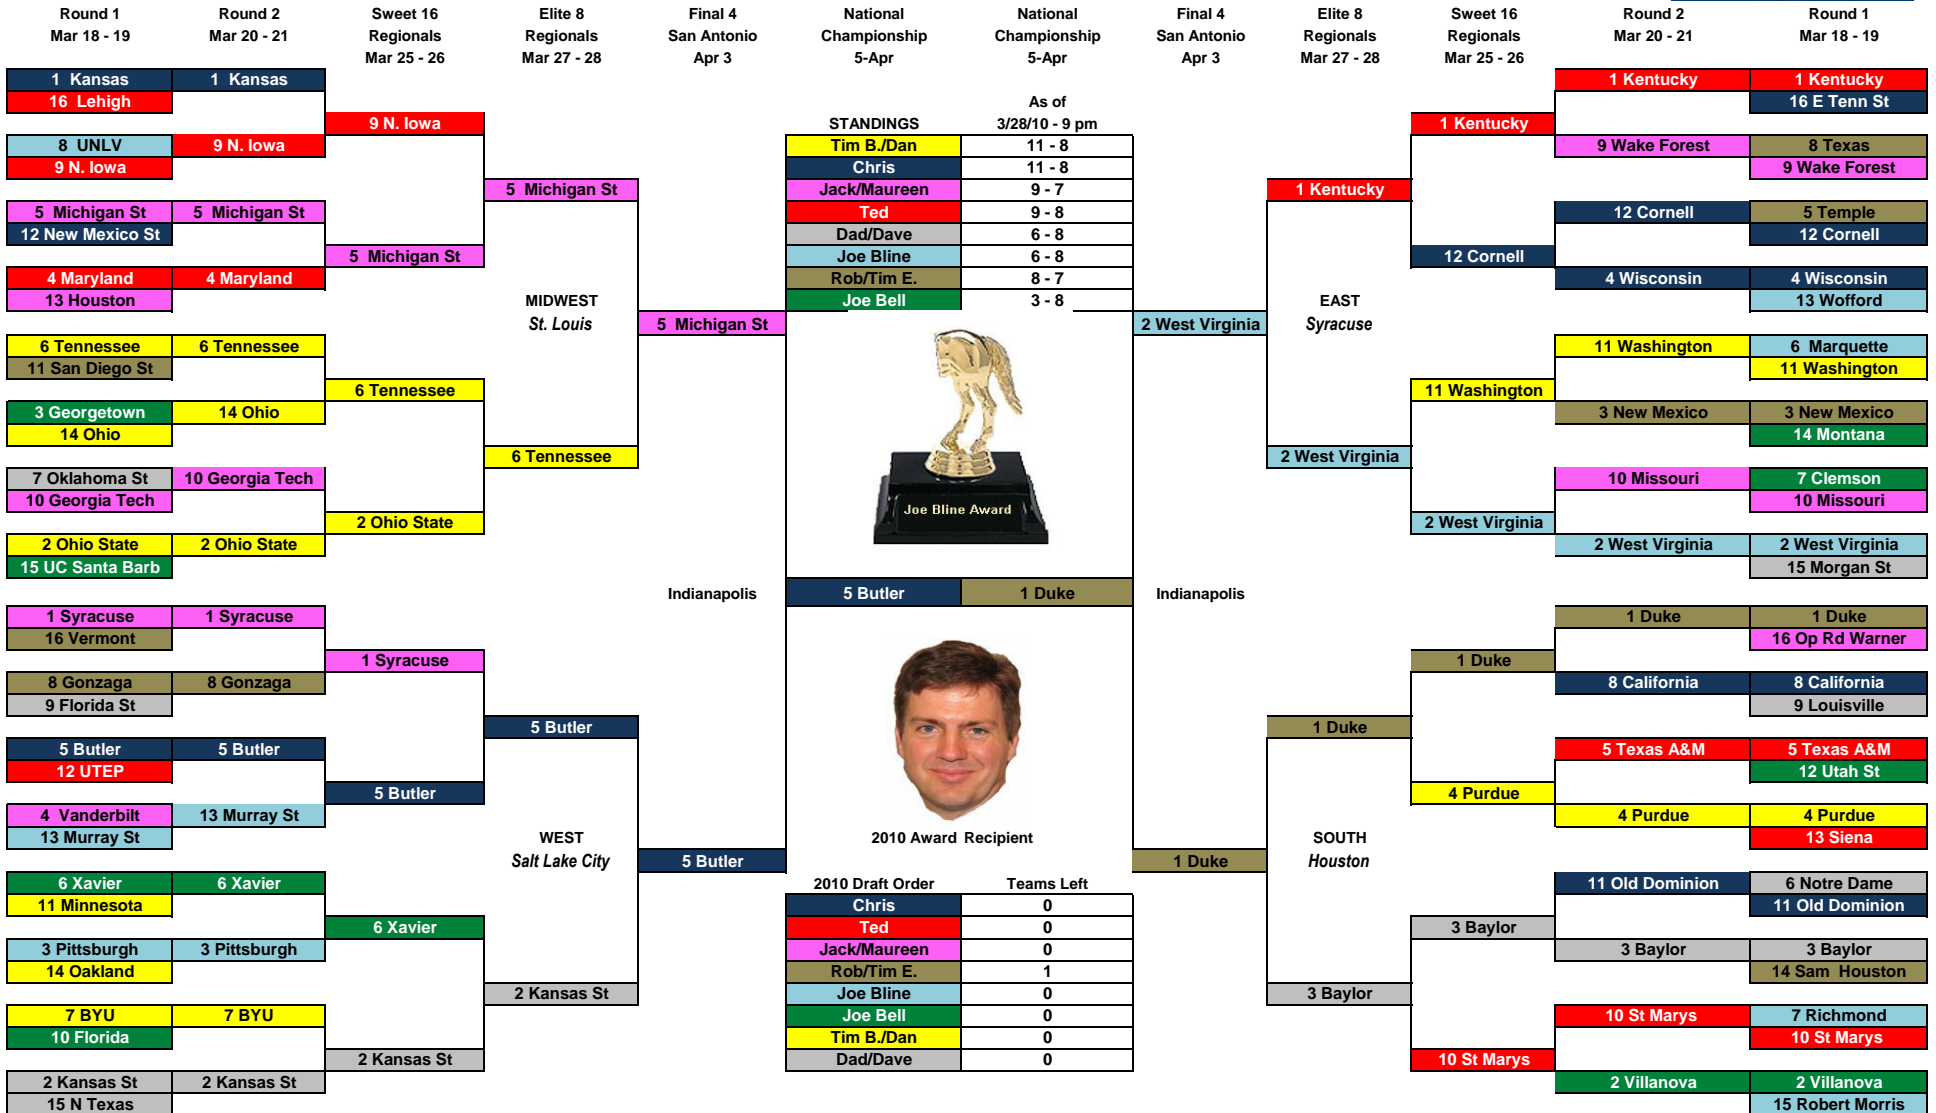 Round 1 Round 2 Sweet 16 Elite 8 Final 4 National National Final 4 Elite 8 Sweet 16 Round 2 Round 1
Mar 18 - 19 Mar 20 - 21 Regionals Regionals San Antonio Championship Championship San Antonio Regionals Regionals Mar 20 - 21 Mar 18 - 19
Mar 25 - 26 Mar 27 - 28 Apr 3 5-Apr 5-Apr Apr 3 Mar 27 - 28 Mar 25 - 26
1 Kansas 1 Kansas 1 Kentucky 1 Kentucky
16 Lehigh As of 16 E Tenn St
9 N. Iowa STANDINGS 3/28/10 - 9 pm 1 Kentucky
8 UNLV 9 N. Iowa Tim B./Dan 11 - 8 9 Wake Forest 8 Texas
9 N. Iowa Chris 11 - 8 9 Wake Forest
5 Michigan St Jack/Maureen 9 - 7 1 Kentucky
5 Michigan St 5 Michigan St Ted 9 - 8 12 Cornell 5 Temple
12 New Mexico St Dad/Dave 6 - 8 12 Cornell
5 Michigan St Joe Bline 6 - 8 12 Cornell
4 Maryland 4 Maryland Rob/Tim E. 8 - 7 4 Wisconsin 4 Wisconsin
13 Houston MIDWEST Joe Bell 3 - 8 EAST 13 Wofford
St. Louis 5 Michigan St 2 West Virginia Syracuse
6 Tennessee 6 Tennessee 11 Washington 6 Marquette
11 San Diego St 11 Washington
6 Tennessee 11 Washington
3 Georgetown 14 Ohio 3 New Mexico 3 New Mexico
14 Ohio 14 Montana
6 Tennessee 2 West Virginia
7 Oklahoma St 10 Georgia Tech 10 Missouri 7 Clemson
10 Georgia Tech 10 Missouri
Joe Bline Award
2 Ohio State 2 West Virginia
2 Ohio State 2 Ohio State 2 West Virginia 2 West Virginia
15 UC Santa Barb 15 Morgan St
Indianapolis 5 Butler 1 Duke Indianapolis
1 Syracuse 1 Syracuse 1 Duke 1 Duke
16 Vermont 16 Op Rd Warner
1 Syracuse 1 Duke
8 Gonzaga 8 Gonzaga 8 California 8 California
9 Florida St 9 Louisville
5 Butler 1 Duke
5 Butler 5 Butler 5 Texas A&M 5 Texas A&M
12 UTEP 12 Utah St
5 Butler 4 Purdue
4 Vanderbilt 13 Murray St 4 Purdue 4 Purdue
13 Murray St WEST 2010 Award Recipient SOUTH 13 Siena
Salt Lake City 5 Butler 1 Duke Houston
6 Xavier 6 Xavier 2010 Draft Order Teams Left 11 Old Dominion 6 Notre Dame
11 Minnesota Chris 0 11 Old Dominion
6 Xavier Ted 0 3 Baylor
3 Pittsburgh 3 Pittsburgh Jack/Maureen 0 3 Baylor 3 Baylor
14 Oakland Rob/Tim E. 1 14 Sam Houston
2 Kansas St Joe Bline 0 3 Baylor
7 BYU 7 BYU Joe Bell 0 10 St Marys 7 Richmond
10 Florida Tim B./Dan 0 10 St Marys
2 Kansas St Dad/Dave 0 10 St Marys
2 Kansas St 2 Kansas St 2 Villanova 2 Villanova
15 N Texas 15 Robert Morris